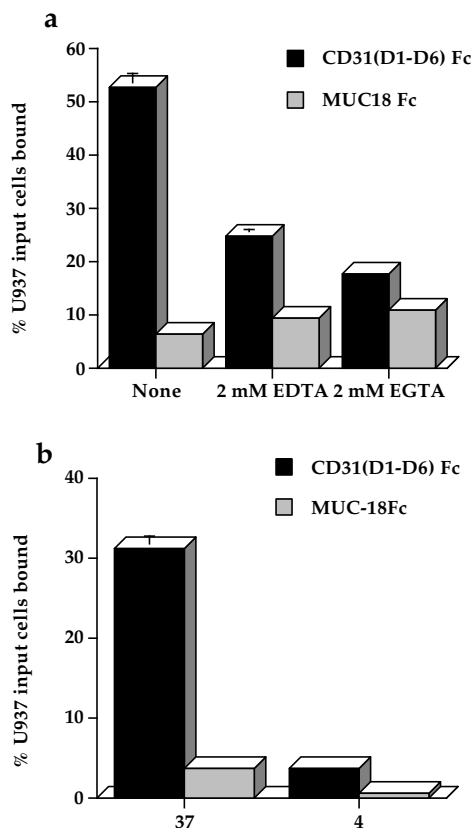 a
60
50
40
30
20
10
0
% U937 input cells bound
CD31(D1-D6) Fc
MUC18 Fc
None 2 mM EDTA 2 mM EGTA
b
40
30
20
10
0
% U937 input cells bound
CD31(D1-D6) Fc
MUC-18Fc
37 4